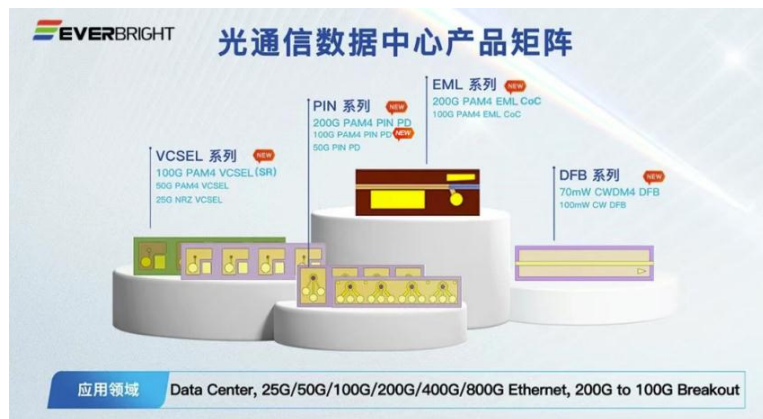 EVERBRIGHT
光通信数据中心产品矩阵
VCSEL 系列 NEW
100G PAM4 VCSEL(SR)
50G PAM4 VCSEL
25G NRZ VCSEL
PIN 系列 NEW
200G PAM4 PIN PD
100G PAM4 PIN PD NEW
50G PIN PD
EML 系列 NEW
200G PAM4 EML CoC
100G PAM4 EML CoC
DFB 系列 NEW
70mW CWDM4 DFB
100mW CW DFB
应用领域 Data Center, 25G/50G/100G/200G/400G/800G Ethernet, 200G to 100G Breakout